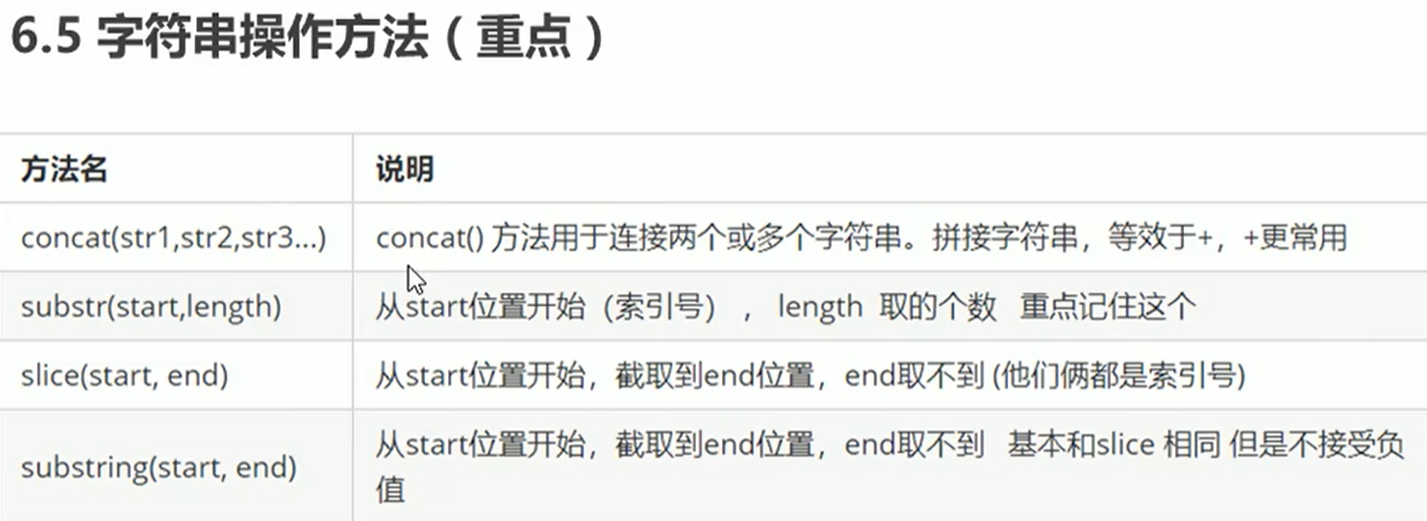 6.5 字符串操作方法（重点）
方法名 说明
concat(str1,str2,str3...) concat() 方法用于连接两个或多个字符串。拼接字符串，等效于+，+更常用
substr(start,length) 从start位置开始（索引号），length 取的个数 重点记住这个
slice(start, end) 从start位置开始，截取到end位置，end取不到 (他们俩都是索引号)
substring(start, end) 从start位置开始，截取到end位置，end取不到 基本和slice 相同 但是不接受负
值